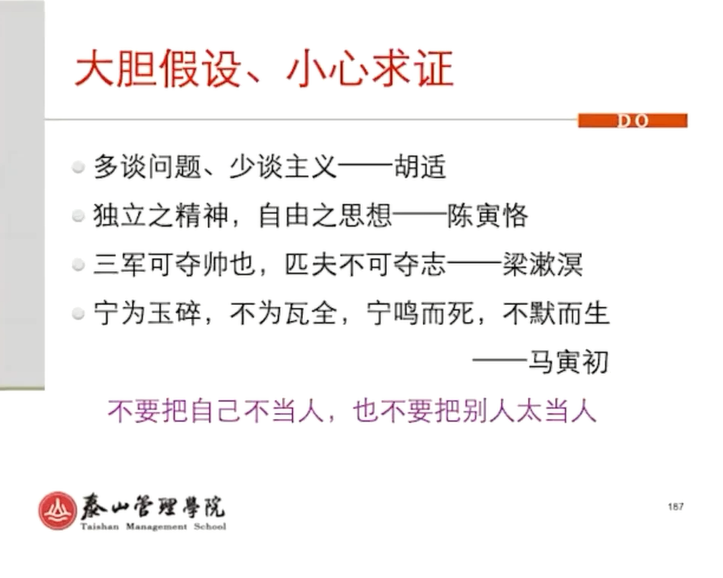 大胆假设、小心求证
DO
多谈问题、少谈主义——胡适
独立之精神，自由之思想——陈寅恪
三军可夺帅也，匹夫不可夺志——梁漱溟
宁为玉碎，不为瓦全，宁鸣而死，不默而生
——马寅初
不要把自己不当人，也不要把别人太当人
泰山管理學院
Taishan Management School
187